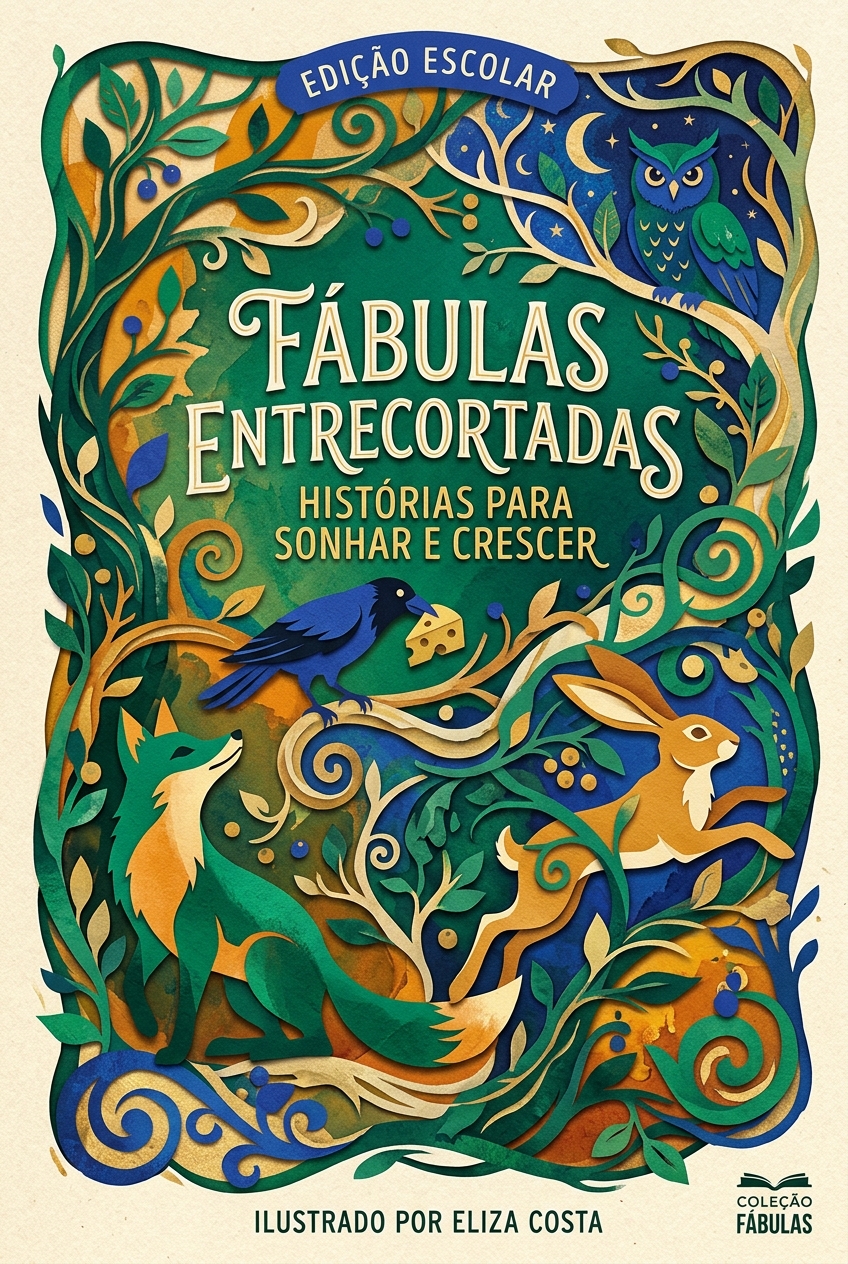 EDIÇÃO ESCOLAR
FÁBULAS
ENTRECORTADAS
HISTÓRIAS PARA
SONHAR E CRESCER
ILUSTRADO POR ELIZA COSTA
COLEÇÃO
FÁBULAS